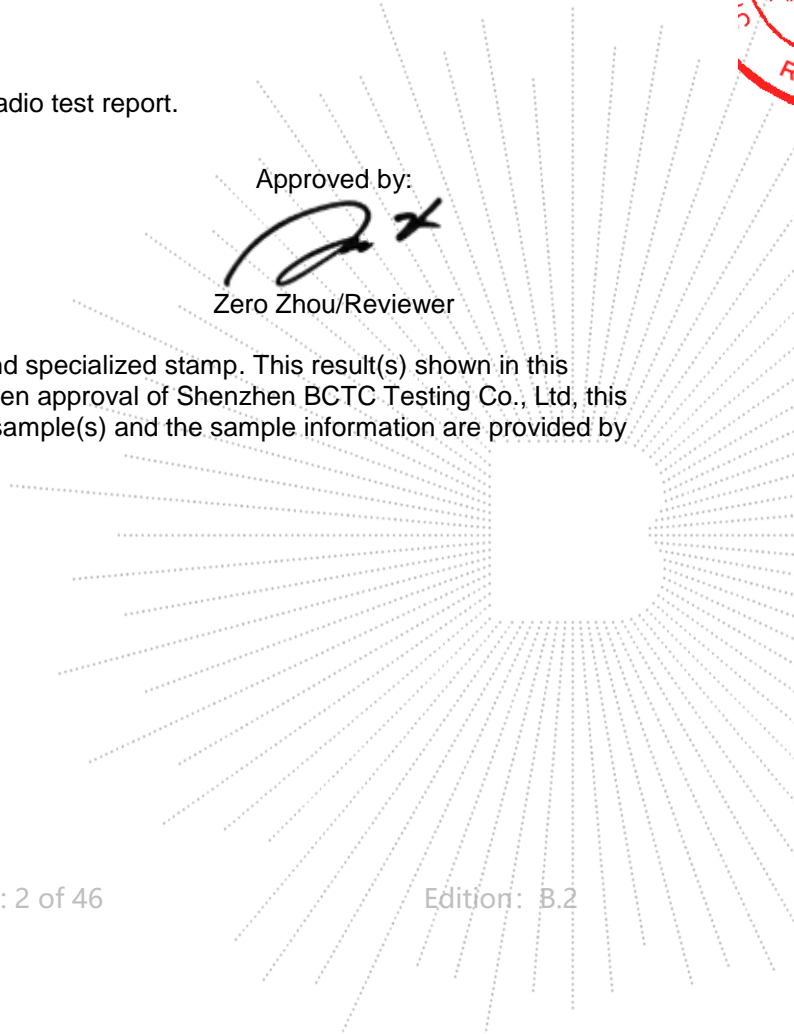 adio test report.
Approved by:
Zero Zhou/Reviewer
nd specialized stamp. This result(s) shown in this
en approval of Shenzhen BCTC Testing Co., Ltd, this
sample(s) and the sample information are provided by
: 2 of 46 Edition: B.2